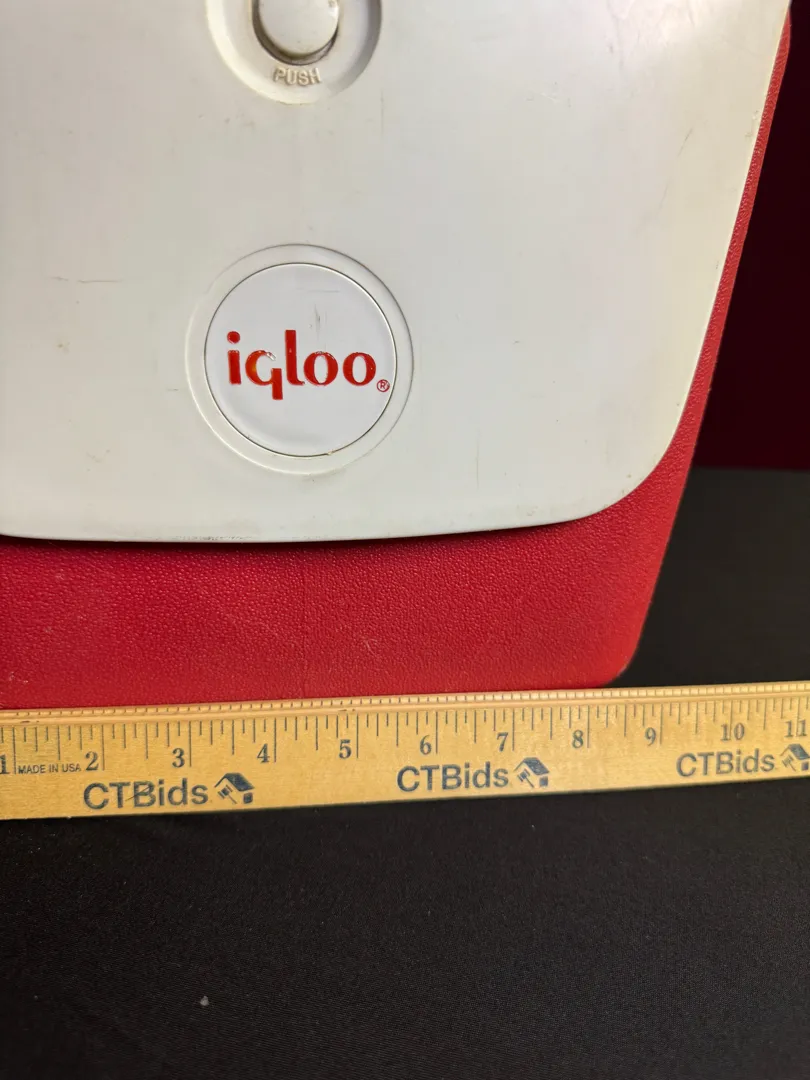 PUSH
igloo®
1 2 3 4 5 6 7 8 9 10 11
MADE IN USA
CTBids CTBids CTBids